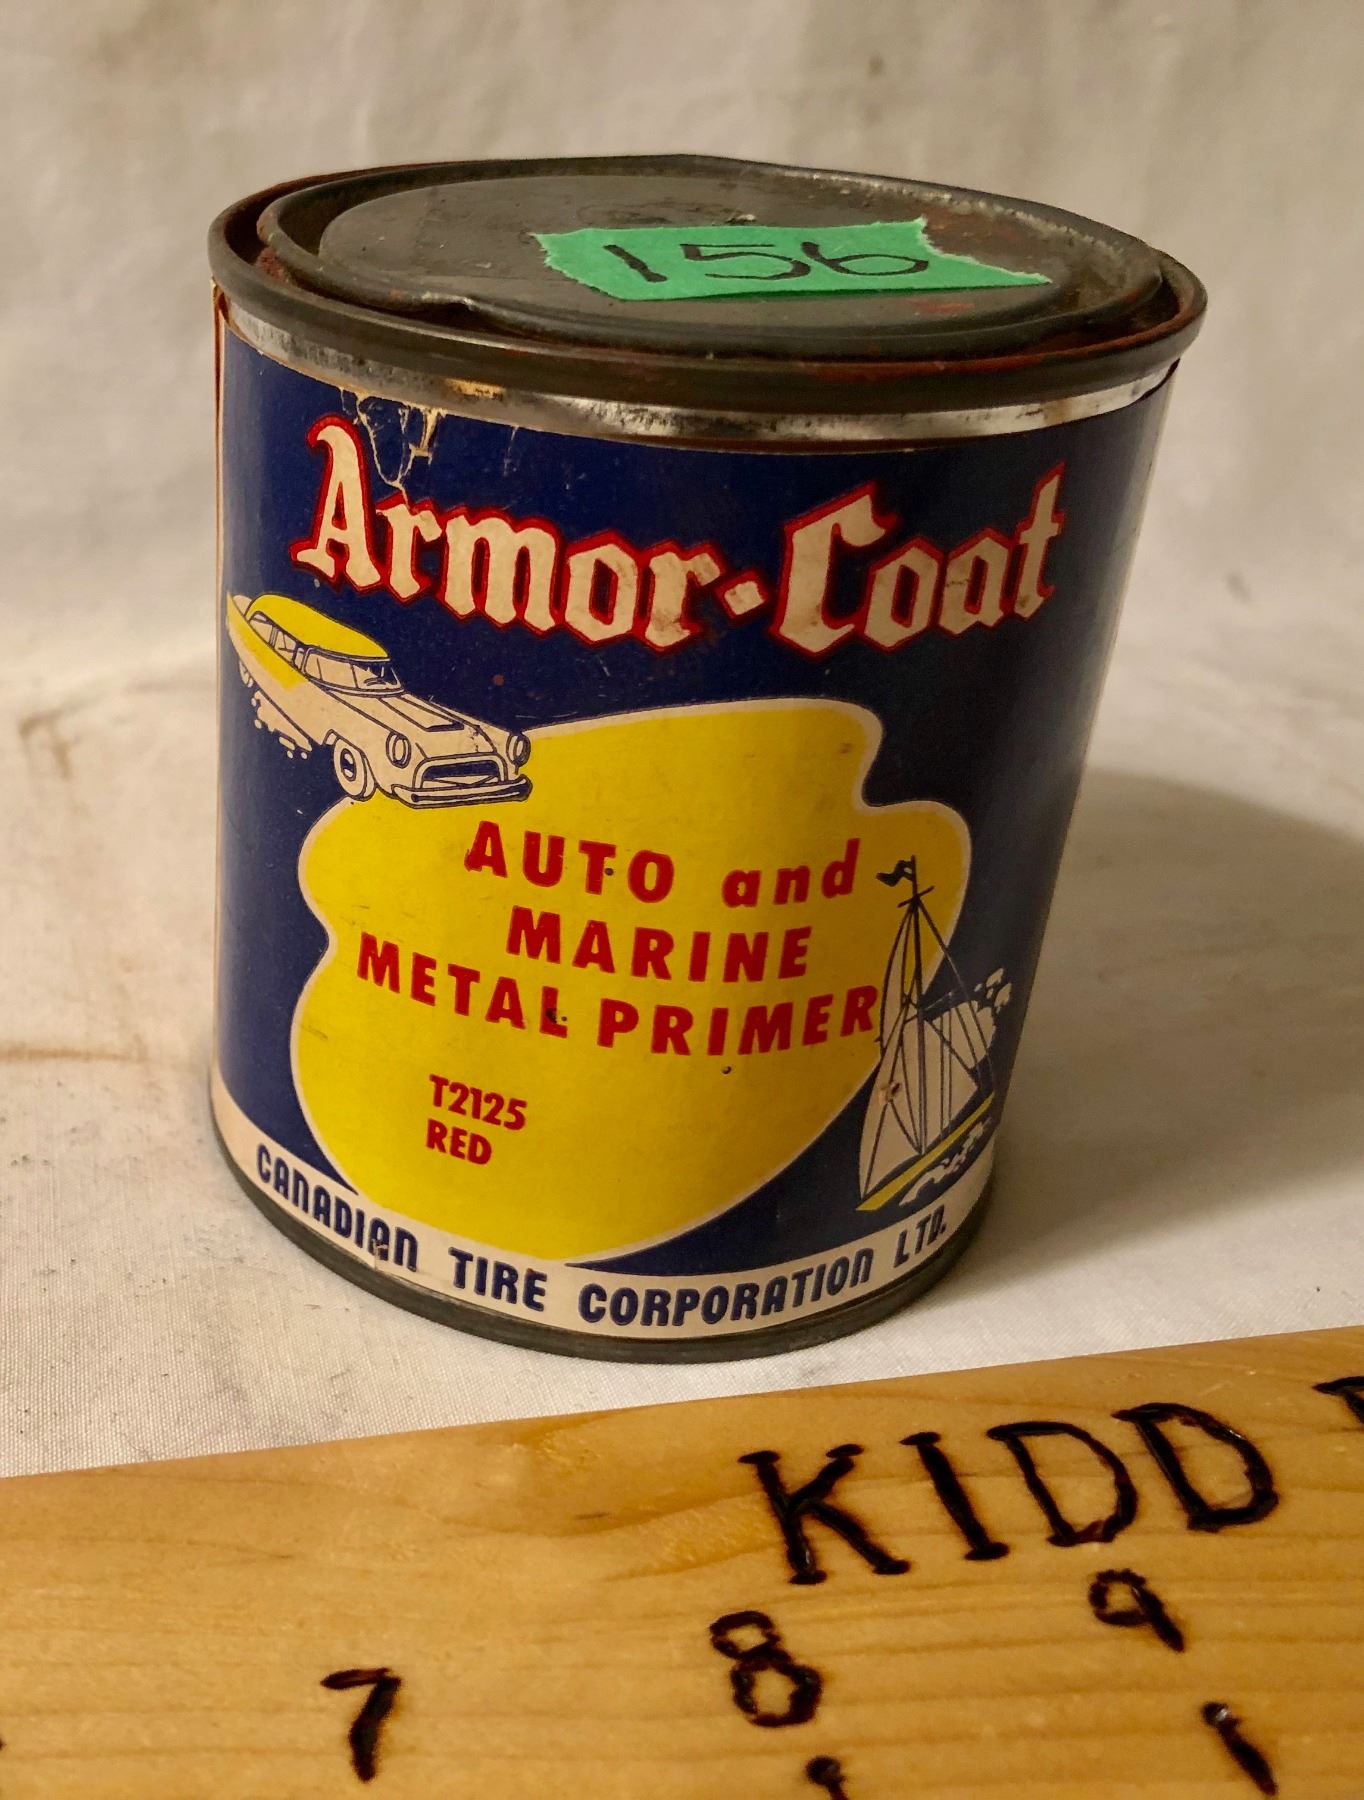 156
Armor-Coat
AUTO and
MARINE
METAL PRIMER
T2125
RED
CANADIAN TIRE CORPORATION LTD.
KIDD
7 8 9